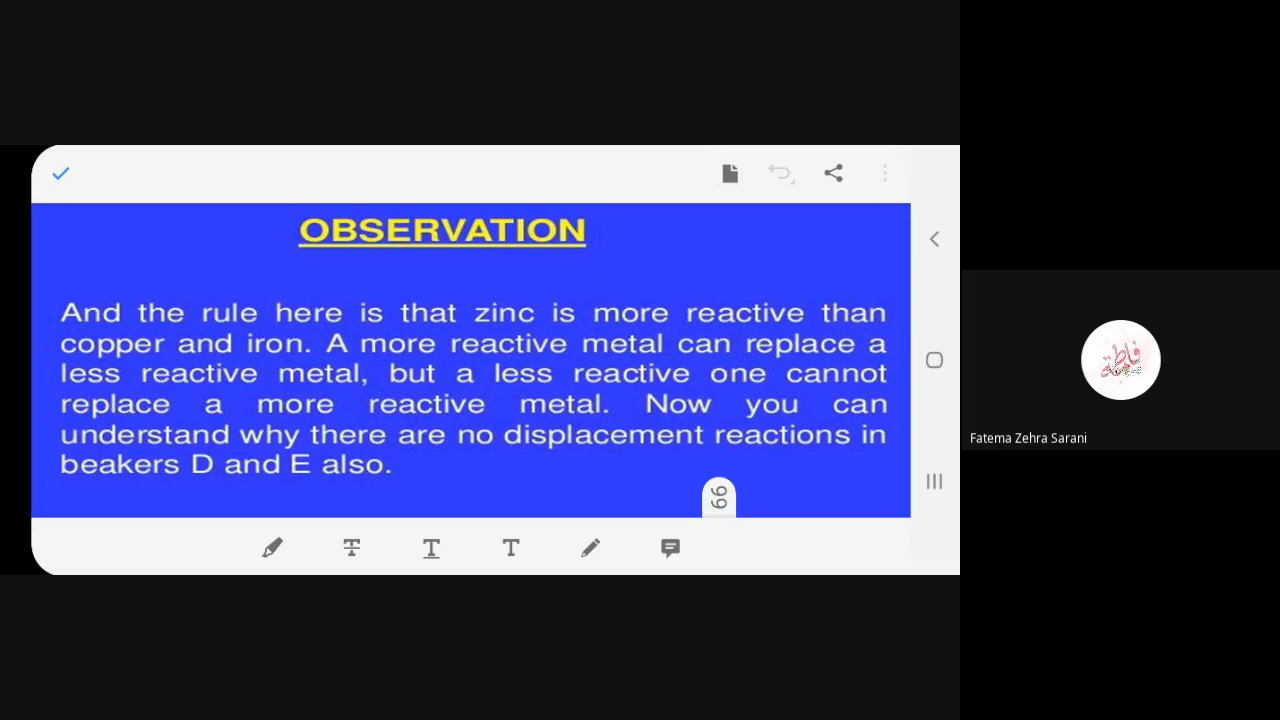 OBSERVATION
And the rule here is that zinc is more reactive than
copper and iron. A more reactive metal can replace a
less reactive metal, but a less reactive one cannot
replace a more reactive metal. Now you can
understand why there are no displacement reactions in
beakers D and E also.
99
Fatema Zehra Sarani